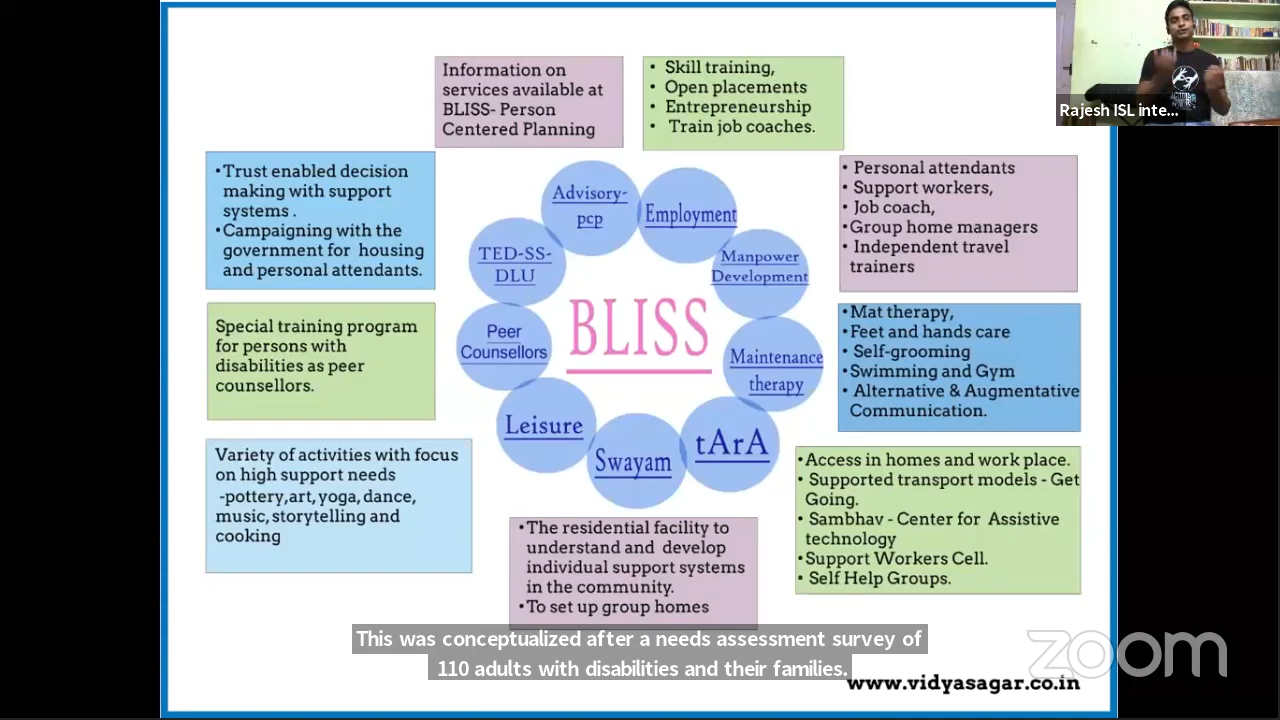 Information on
services available at
BLISS- Person
Centered Planning
• Skill training,
• Open placements
• Entrepreneurship
• Train job coaches.
Rajesh ISL inte...
•Trust enabled decision
making with support
systems .
•Campaigning with the
government for housing
and personal attendants.
Advisory-
pcp
Employment
• Personal attendants
• Support workers,
• Job coach,
•Group home managers
• Independent travel
trainers
TED-SS-
DLU
Manpower
Development
Special training program
for persons with
disabilities as peer
counsellors.
Peer
Counsellors
BLISS
Maintenance
therapy
•Mat therapy,
•Feet and hands care
• Self-grooming
•Swimming and Gym
• Alternative & Augmentative
Communication.
Variety of activities with focus
on high support needs
-pottery,art,yoga,dance,
music,storytelling and
cooking
Leisure
Swayam
tArA
•Access in homes and work place.
• Supported transport models - Get
Going.
• Sambhav - Center for Assistive
technology
•Support Workers Cell.
• Self Help Groups.
•The residential facility to
understand and develop
individual support systems
in the community.
•To set up group homes
This was conceptualized after a needs assessment survey of
110 adults with disabilities and their families.
zoom
www.vidyasagar.co.in